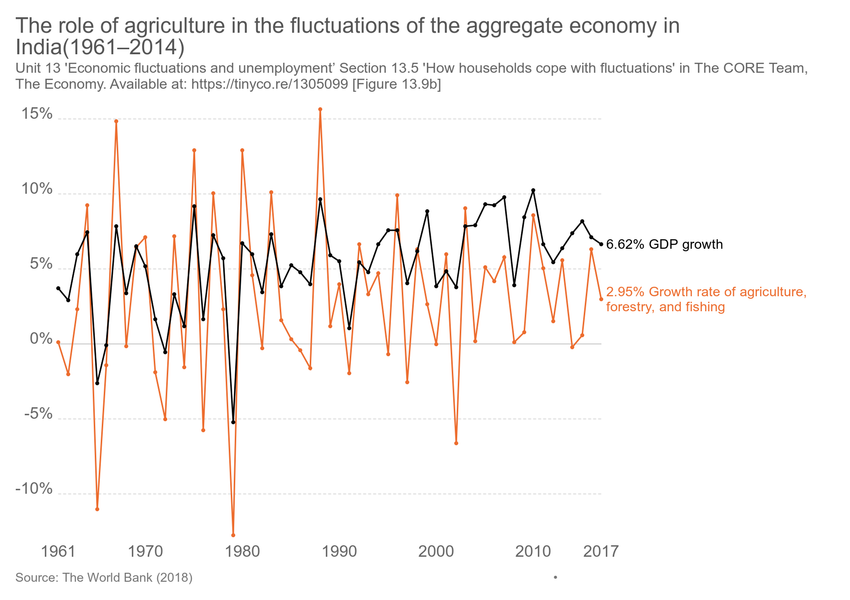 The role of agriculture in the fluctuations of the aggregate economy in
India(1961–2014)
Unit 13 'Economic fluctuations and unemployment' Section 13.5 'How households cope with fluctuations' in The CORE Team,
The Economy. Available at: https://tinyco.re/1305099 [Figure 13.9b]
15%
10%
5%
0%
-5%
-10%
6.62% GDP growth
2.95% Growth rate of agriculture,
forestry, and fishing
1961 1970 1980 1990 2000 2010 2017
Source: The World Bank (2018)